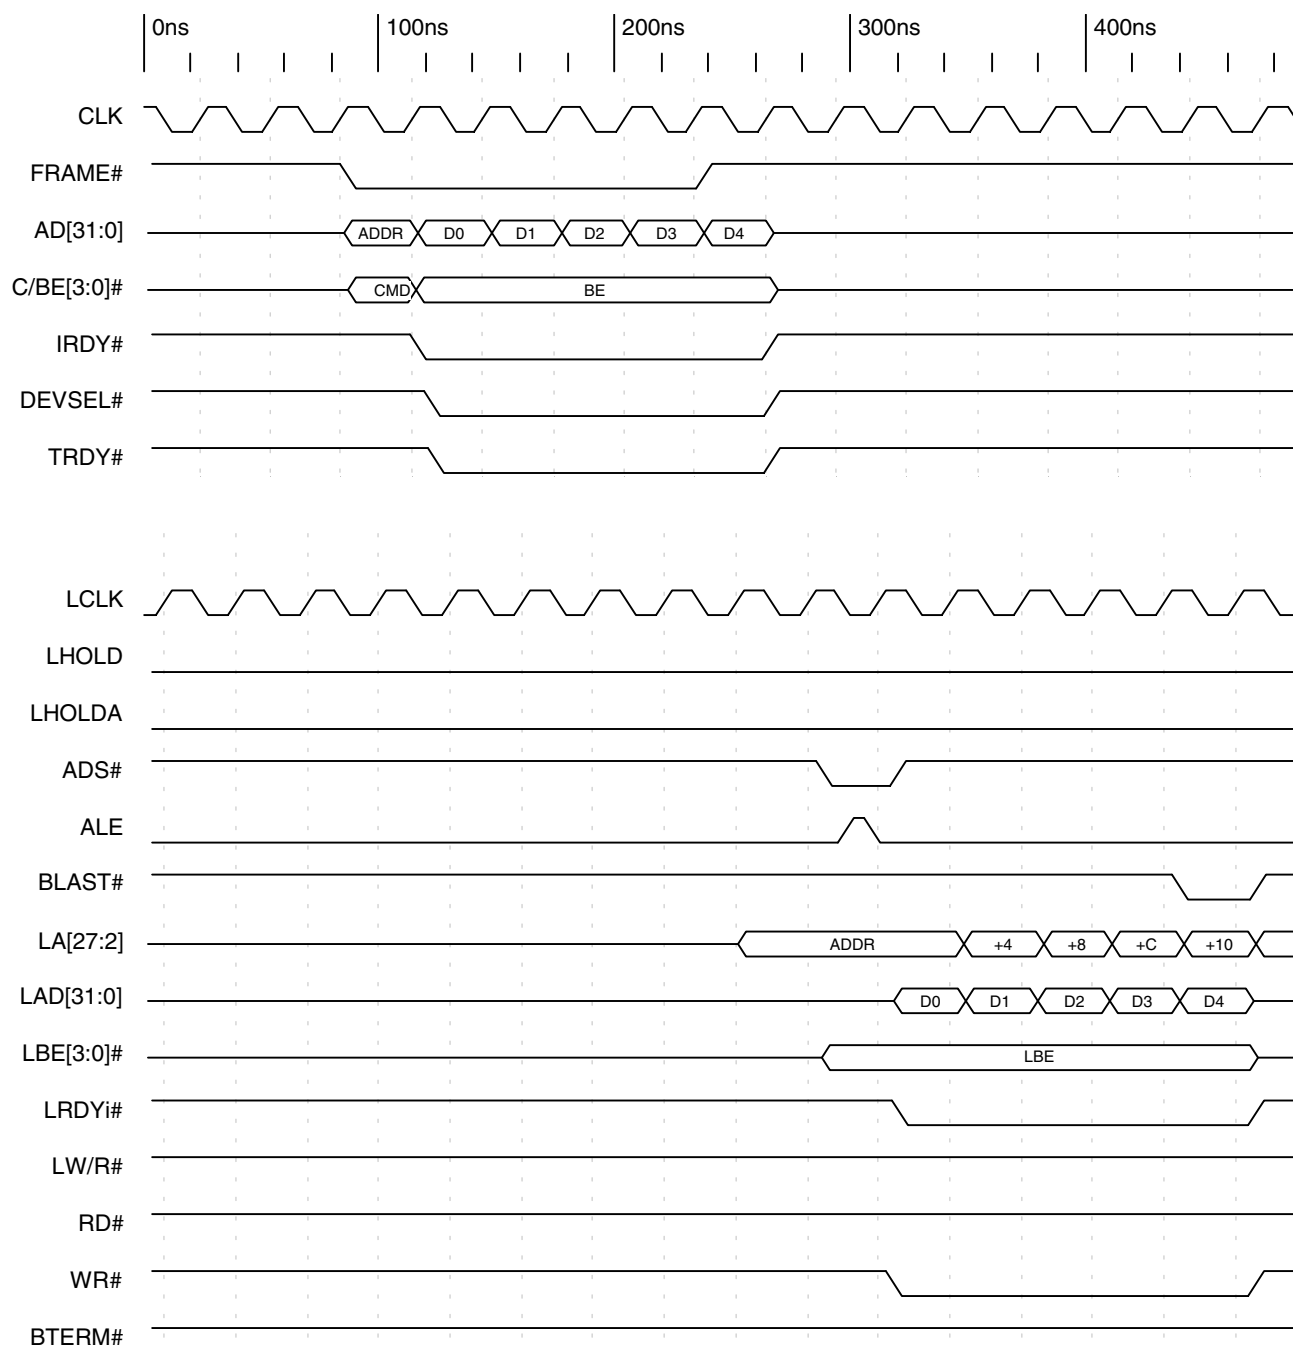 0ns 100ns 200ns 300ns 400ns
CLK
FRAME#
AD[31:0] ADDR D0 D1 D2 D3 D4
C/BE[3:0]# CMD BE
IRDY#
DEVSEL#
TRDY#
LCLK
LHOLD
LHOLDA
ADS#
ALE
BLAST#
LA[27:2] ADDR +4 +8 +C +10
LAD[31:0] D0 D1 D2 D3 D4
LBE[3:0]# LBE
LRDYi#
LW/R#
RD#
WR#
BTERM#